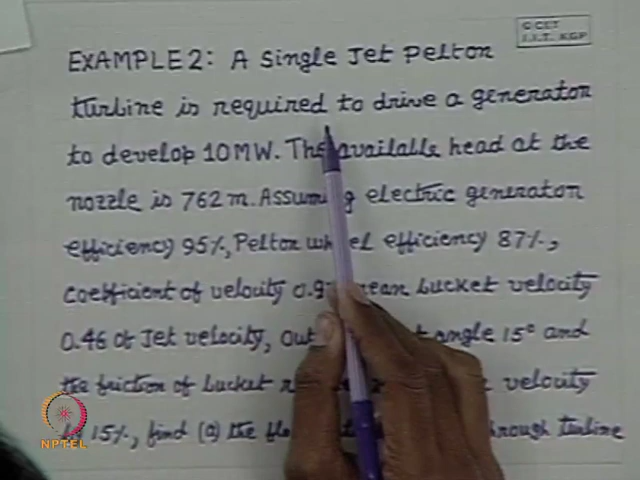 © CET
I.I.T. KGP
EXAMPLE 2: A Single Jet Pelton
turbine is required to drive a generator
to develop 10 MW. The available head at the
nozzle is 762 m. Assuming electric generator
efficiency 95%, Pelton wheel efficiency 87%,
coefficient of velocity 0.97 mean bucket velocity
0.46 of Jet velocity, out angle 15° and
the friction of bucket velocity
15%, find (a) the through turbine
NPTEL